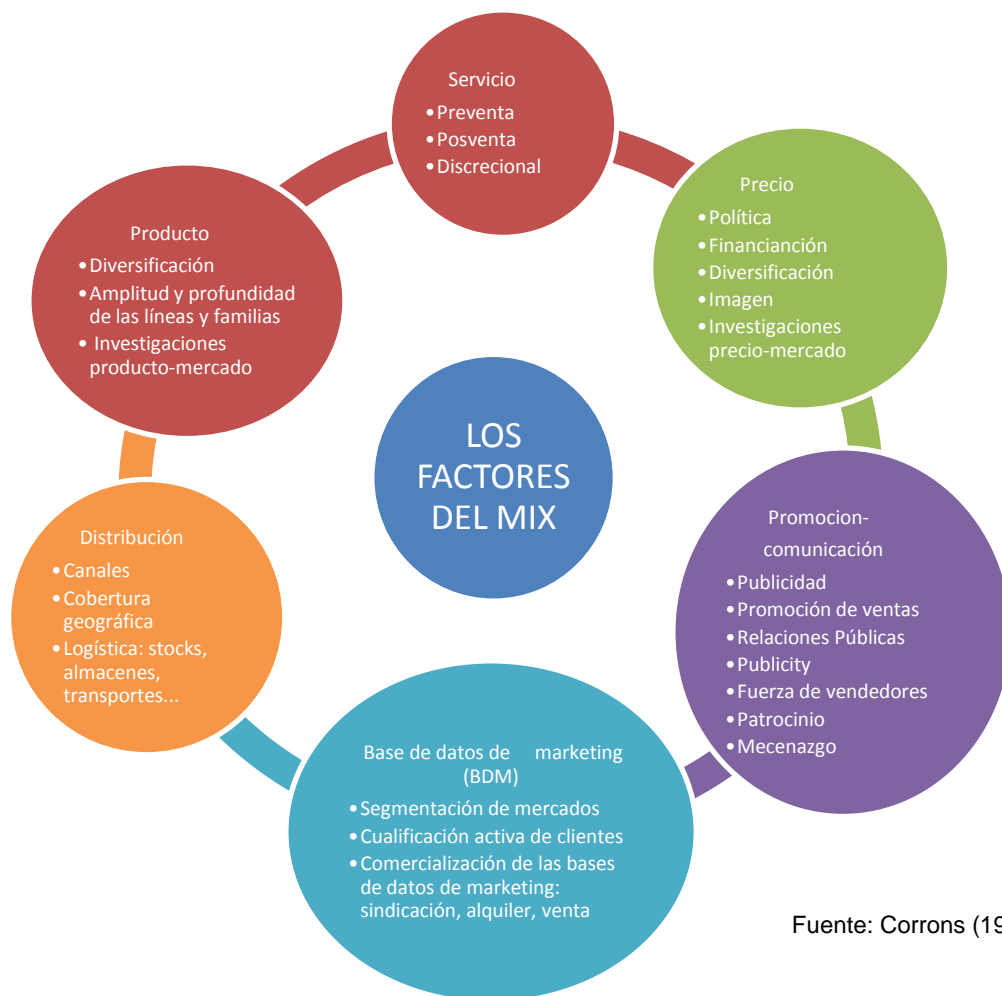 Servicio
•Preventa
•Posventa
•Discrecional
Precio
•Política
•Financianción
•Diversificación
•Imagen
•Investigaciones
precio-mercado
Promocion-
comunicación
•Publicidad
•Promoción de ventas
•Relaciones Públicas
•Publicity
•Fuerza de vendedores
•Patrocinio
•Mecenazgo
Base de datos de marketing
(BDM)
•Segmentación de mercados
•Cualificación activa de clientes
•Comercialización de las bases
de datos de marketing:
sindicación, alquiler, venta
Distribución
•Canales
•Cobertura
geográfica
•Logística: stocks,
almacenes,
transportes...
Producto
•Diversificación
•Amplitud y profundidad
de las líneas y familias
• Investigaciones
producto-mercado
LOS
FACTORES
DEL MIX
Fuente: Corrons (19